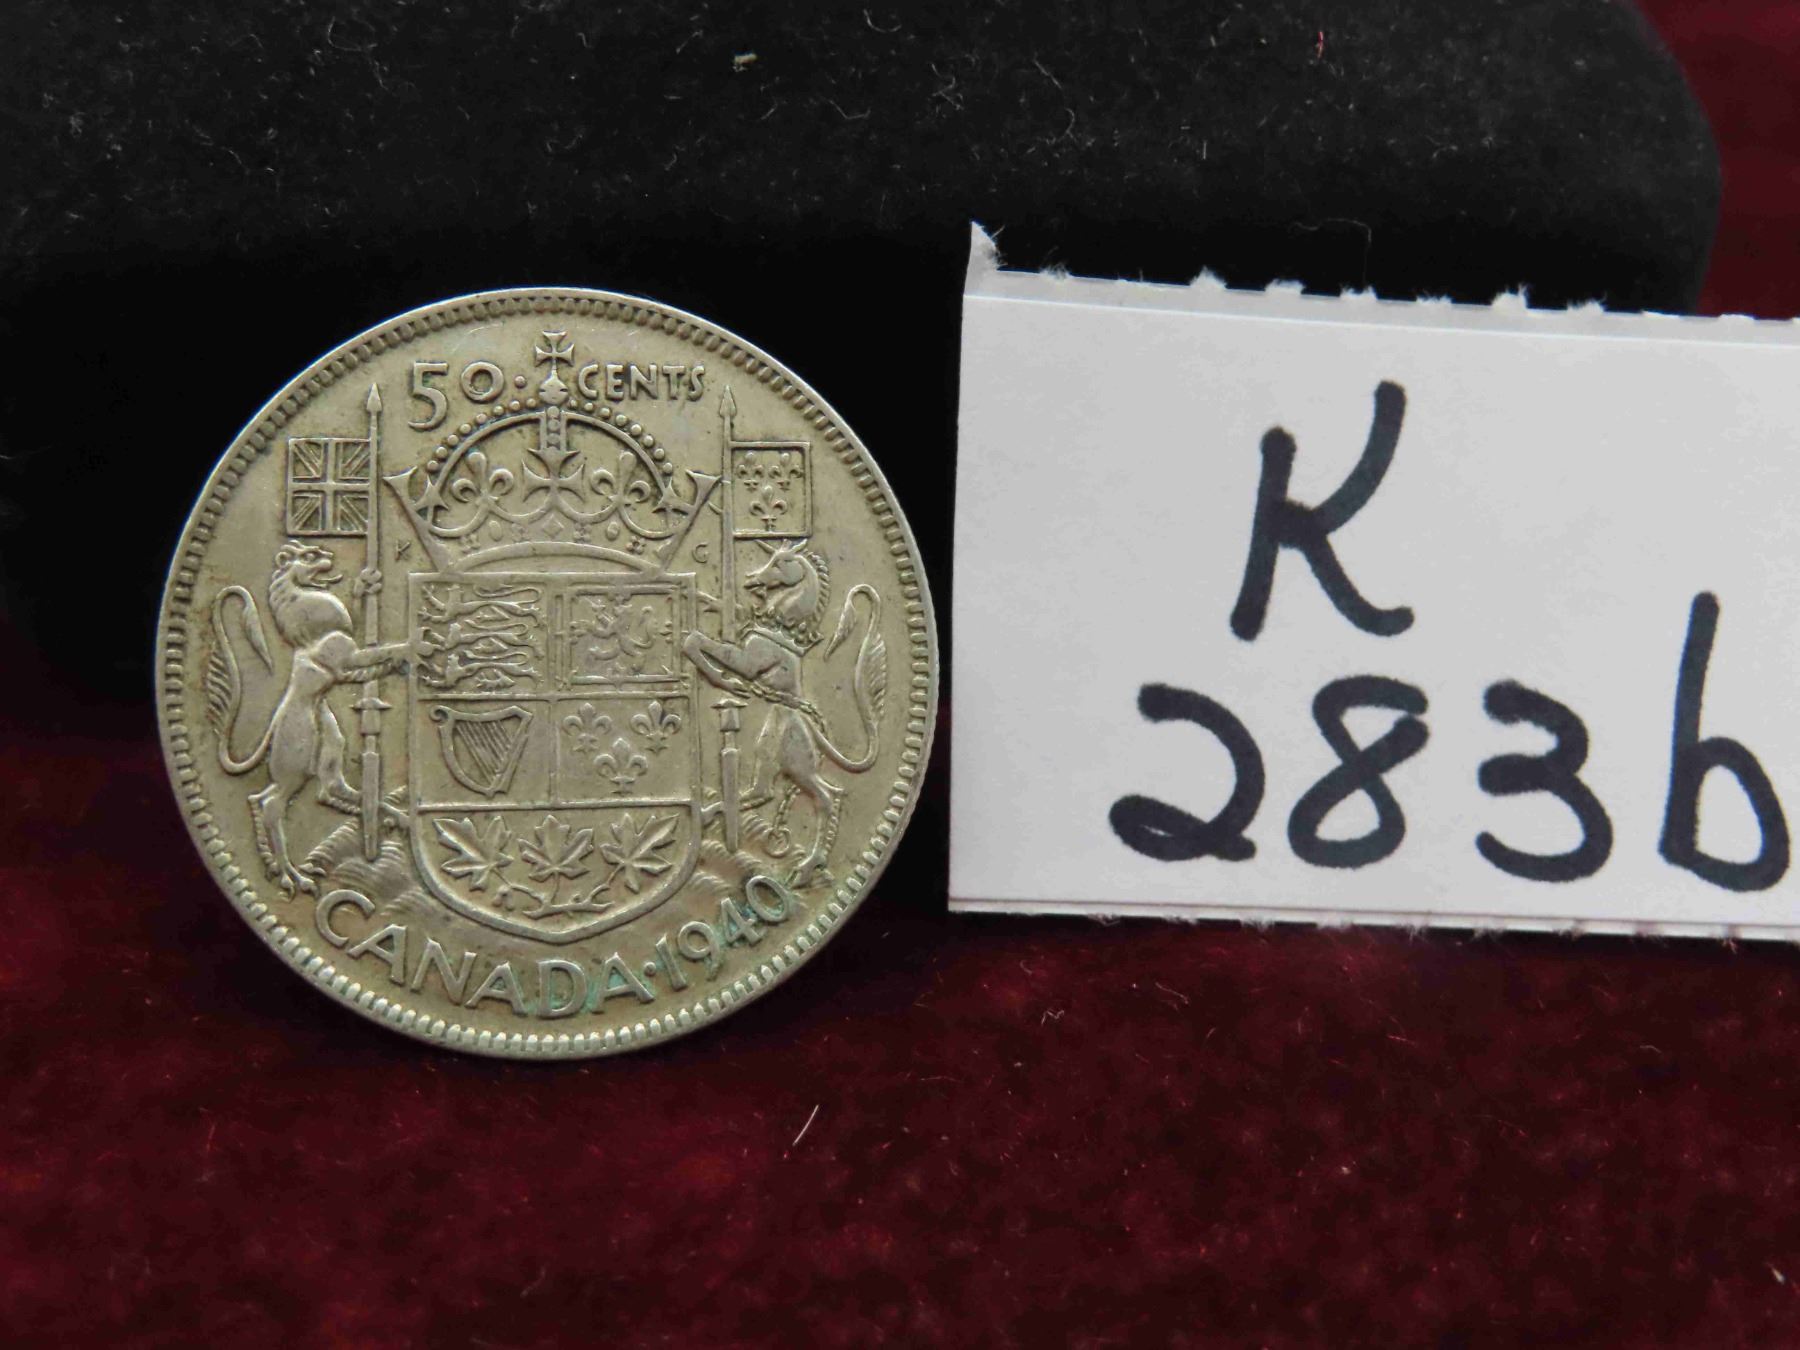 50 · CENTS
K G
CANADA · 1940
K
283b